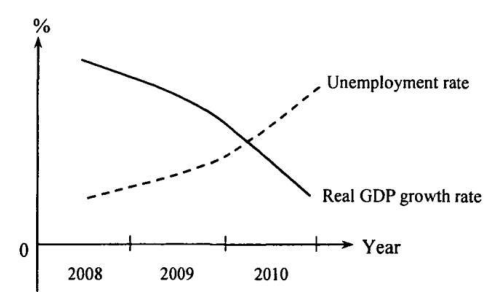 %
Unemployment rate
Real GDP growth rate
0
Year
2008 2009 2010